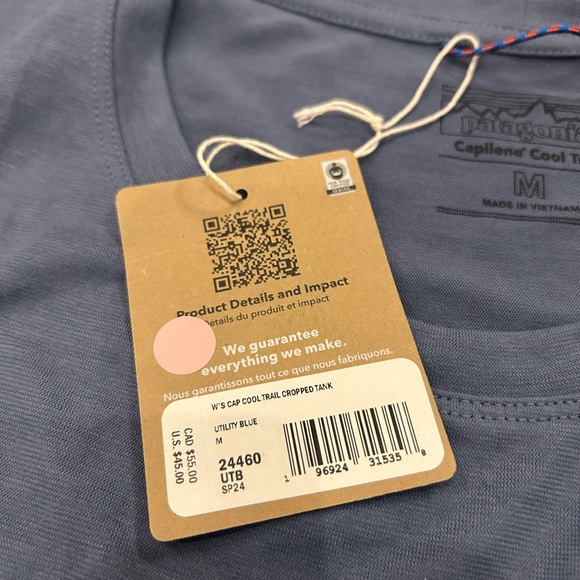 patagonia
Capilene® Cool
M
MADE IN VIETNAM
Product Details and Impact
Détails du produit et impact
We guarantee
everything we make.
Nous garantissons tout ce que nous fabriquons.
W'S CAP COOL TRAIL CROPPED TANK
UTILITY BLUE
M
24460
UTB
SP24
CAD $55.00
U.S. $45.00
1 96924 31535 8